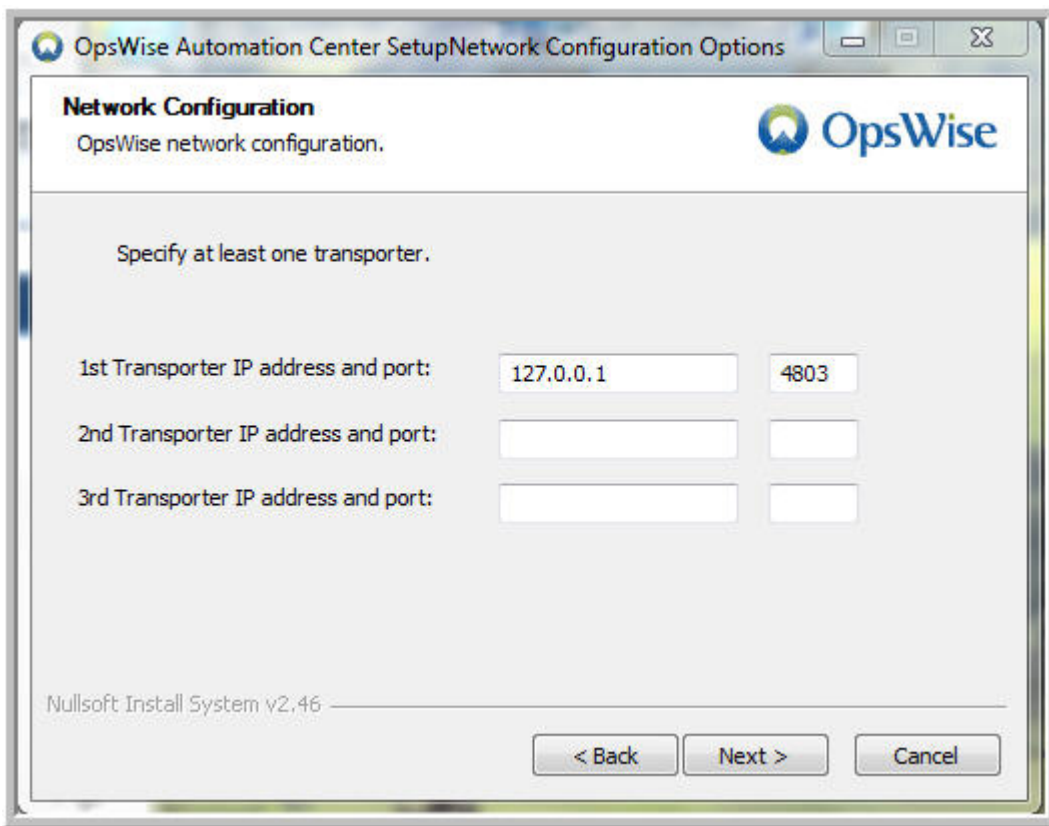 OpsWise Automation Center SetupNetwork Configuration Options
Network Configuration
OpsWise network configuration.
OpsWise
Specify at least one transporter.
1st Transporter IP address and port: 127.0.0.1 4803
2nd Transporter IP address and port:
3rd Transporter IP address and port:
Nullsoft Install System v2.46
< Back Next > Cancel